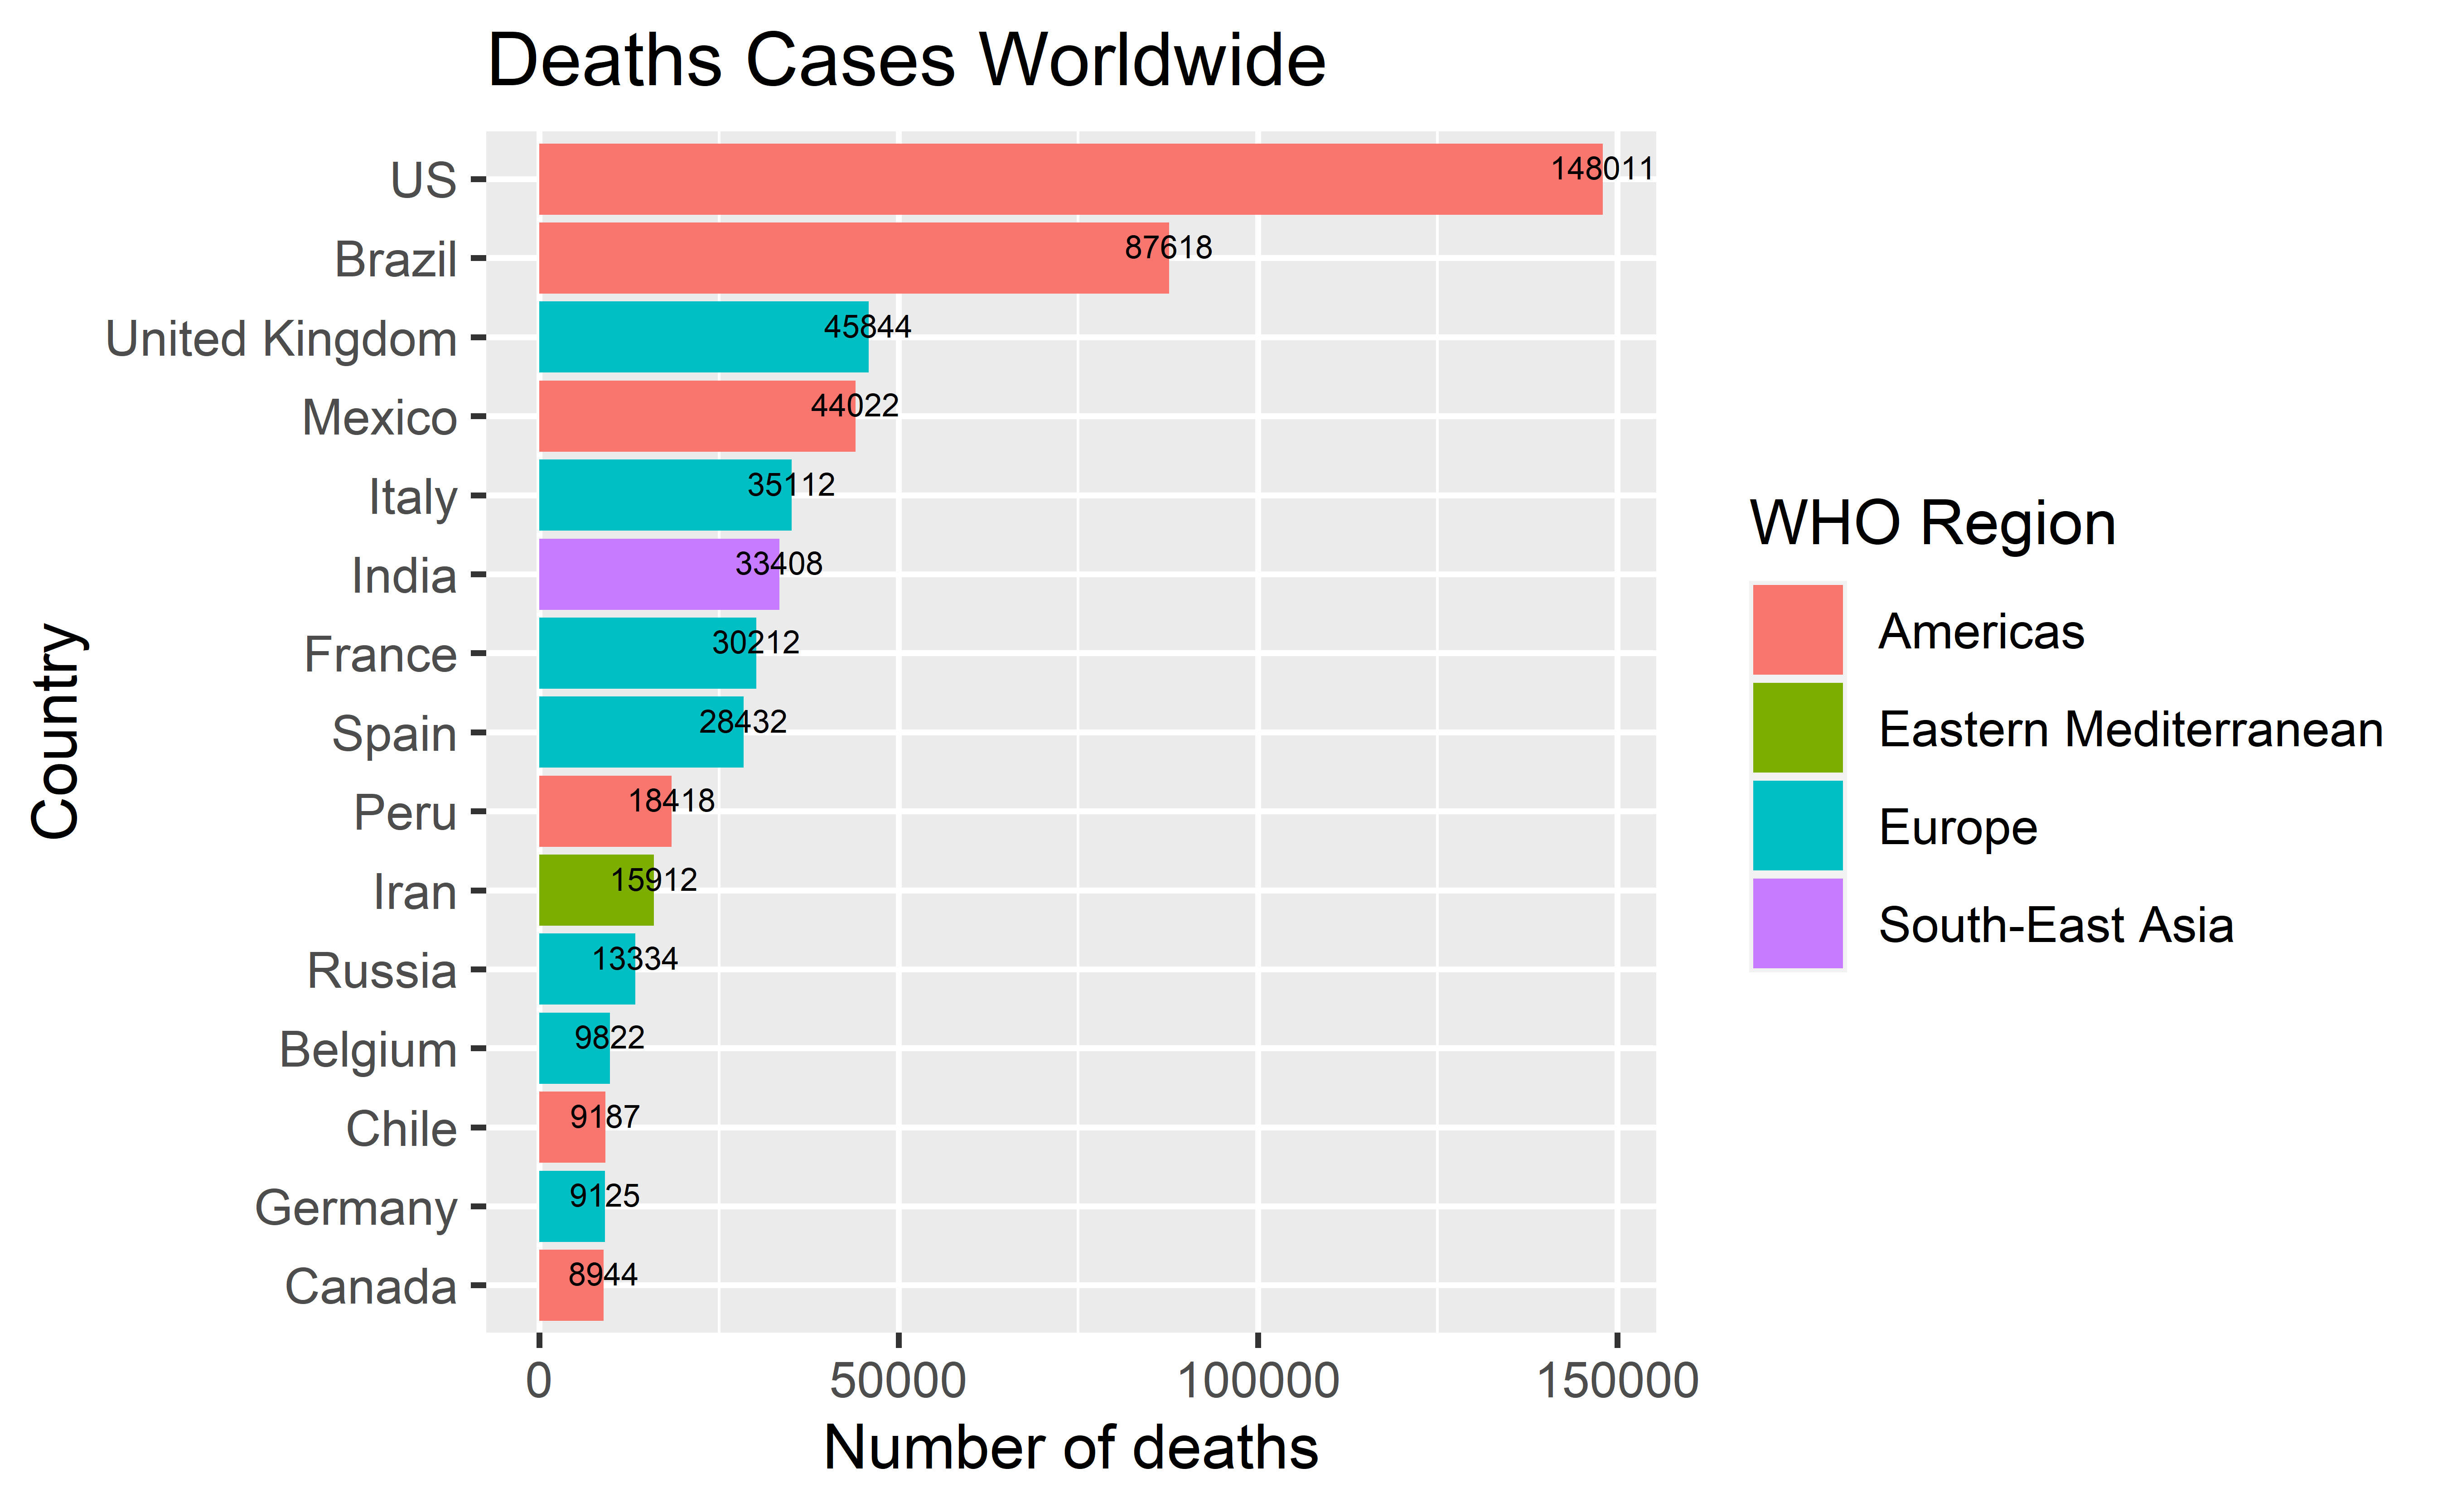 Deaths Cases Worldwide
US 148011
Brazil 87618
United Kingdom 45844
Mexico 44022
Italy 35112
India 33408
France 30212
Spain 28432
Peru 18418
Iran 15912
Russia 13334
Belgium 9822
Chile 9187
Germany 9125
Canada 8944
Country
0 50000 100000 150000
Number of deaths
WHO Region
Americas
Eastern Mediterranean
Europe
South-East Asia